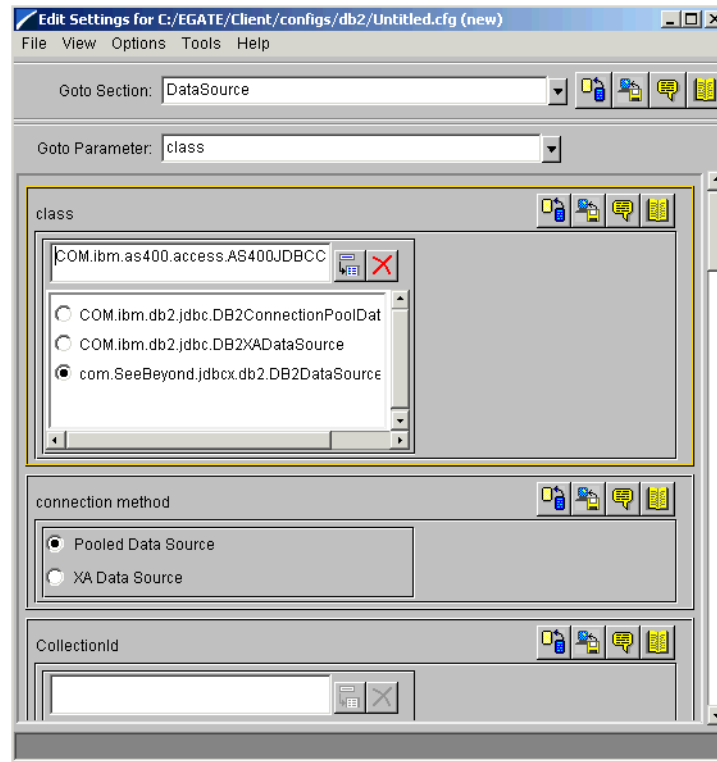 Edit Settings for C:/EGATE/Client/configs/db2/Untitled.cfg (new)
File View Options Tools Help
Goto Section: DataSource
Goto Parameter: class
class
COM.ibm.as400.access.AS400JDBCC
COM.ibm.db2.jdbc.DB2ConnectionPoolDat
COM.ibm.db2.jdbc.DB2XADataSource
com.SeeBeyond.jdbcx.db2.DB2DataSource
connection method
Pooled Data Source
XA Data Source
CollectionId